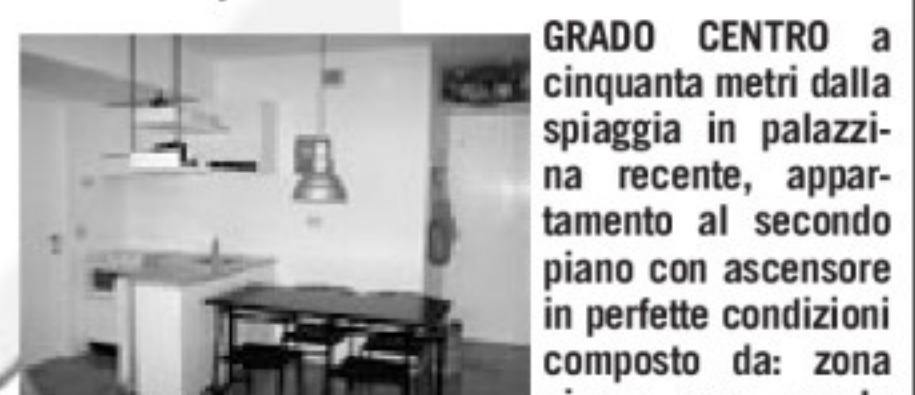 GRADO CENTRO a
cinquanta metri dalla
spiaggia in palazzi-
na recente, appar-
tamento al secondo
piano con ascensore
in perfette condizioni
composto da: zona